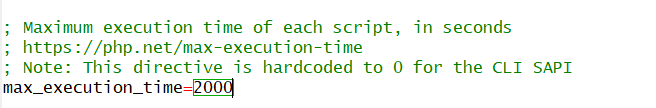 ; Maximum execution time of each script, in seconds
; https://php.net/max-execution-time
; Note: This directive is hardcoded to 0 for the CLI SAPI
max_execution_time=2000